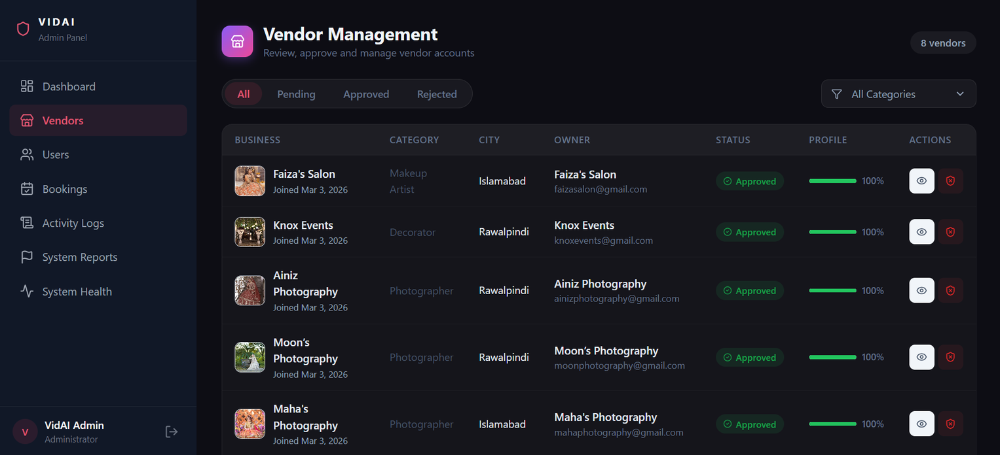 VIDAI
Admin Panel
Dashboard
Vendors
Users
Bookings
Activity Logs
System Reports
System Health
V
VidAI Admin
Administrator
Vendor Management
Review, approve and manage vendor accounts
8 vendors
All
Pending
Approved
Rejected
All Categories
BUSINESS CATEGORY CITY OWNER STATUS PROFILE ACTIONS
Faiza's Salon
Joined Mar 3, 2026
Makeup
Artist
Islamabad
Faiza's Salon
faizasalon@gmail.com
Approved
100%
Knox Events
Joined Mar 3, 2026
Decorator
Rawalpindi
Knox Events
knoxevents@gmail.com
Approved
100%
Ainiz
Photography
Joined Mar 3, 2026
Photographer
Rawalpindi
Ainiz Photography
ainizphotography@gmail.com
Approved
100%
Moon’s
Photography
Joined Mar 3, 2026
Photographer
Rawalpindi
Moon’s Photography
moonphotography@gmail.com
Approved
100%
Maha's
Photography
Joined Mar 3, 2026
Photographer
Islamabad
Maha's Photography
mahaphotography@gmail.com
Approved
100%